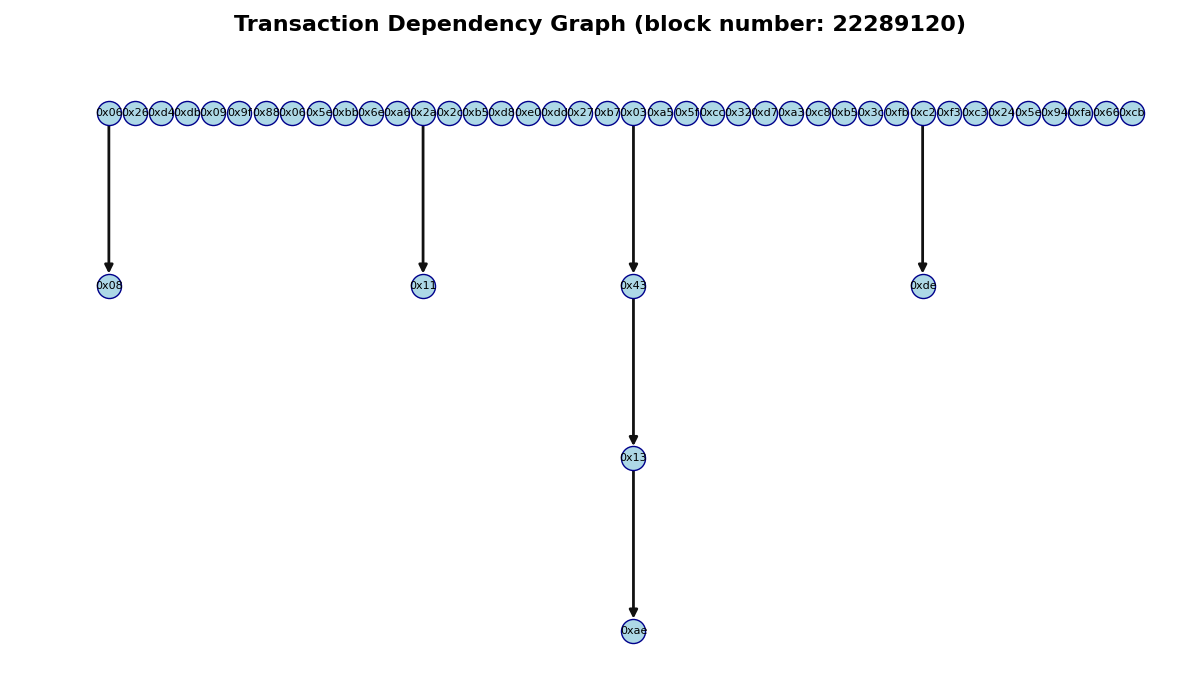 Transaction Dependency Graph (block number: 22289120)
0x06 0x26 0xd4 0xdb 0x09 0x9f 0x88 0x06 0x5e 0xbb 0x6e 0xa6 0x2a 0x2c 0xb5 0xd8 0xe0 0xdd 0x27 0xb7 0x03 0xa5 0x5f 0xcc 0x32 0xd7 0xa3 0xc8 0xb5 0x3c 0xfb 0xc2 0xf3 0xc3 0x24 0x5e 0x94 0xfa 0x66 0xcb
0x08 0x11 0x43 0xde
0x13
0xae